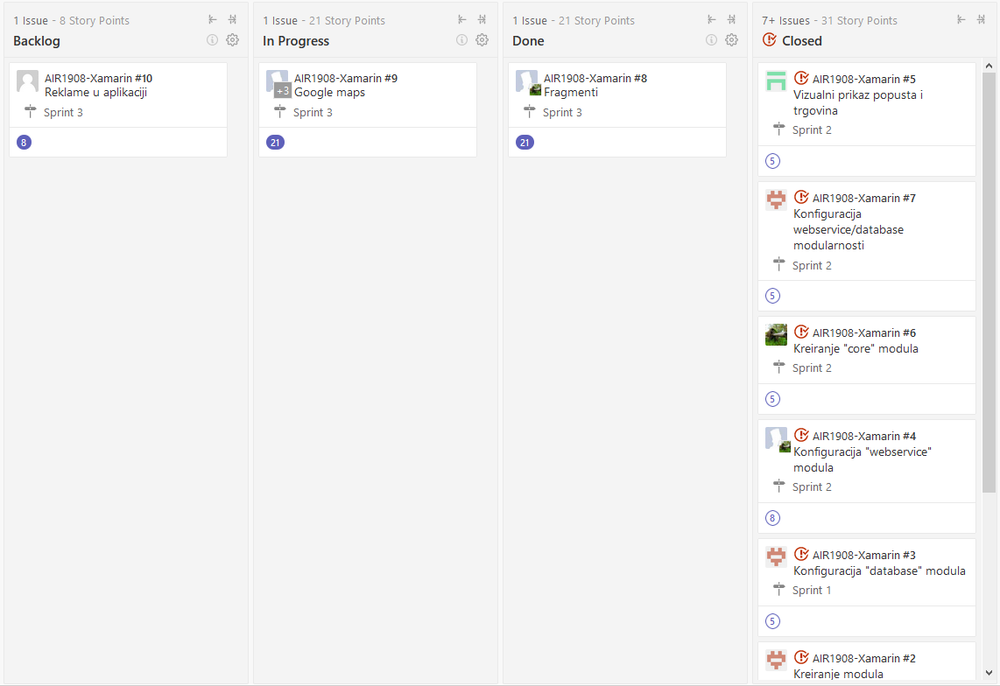 1 Issue - 8 Story Points
Backlog
AIR1908-Xamarin #10
Reklame u aplikaciji
Sprint 3
8
1 Issue - 21 Story Points
In Progress
+3
AIR1908-Xamarin #9
Google maps
Sprint 3
21
1 Issue - 21 Story Points
Done
AIR1908-Xamarin #8
Fragmenti
Sprint 3
21
7+ Issues - 31 Story Points
Closed
AIR1908-Xamarin #5
Vizualni prikaz popusta i
trgovina
Sprint 2
5
AIR1908-Xamarin #7
Konfiguracija
webservice/database
modularnosti
Sprint 2
5
AIR1908-Xamarin #6
Kreiranje "core" modula
Sprint 2
5
AIR1908-Xamarin #4
Konfiguracija "webservice"
modula
Sprint 2
8
AIR1908-Xamarin #3
Konfiguracija "database" modula
Sprint 1
5
AIR1908-Xamarin #2
Kreiranje modula